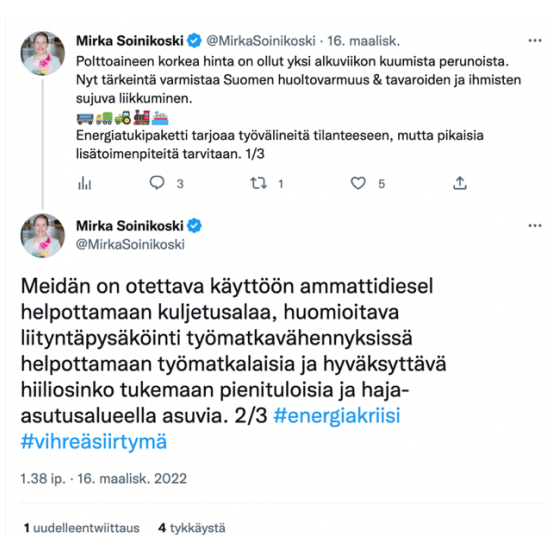 Mirka Soinikoski @MirkaSoinikoski · 16. maalisk.
Polttoaineen korkea hinta on ollut yksi alkuviikon kuumista perunoista.
Nyt tärkeintä varmistaa Suomen huoltovarmuus & tavaroiden ja ihmisten
sujuva liikkuminen.
🚃🚛🚜🚂🚢
Energiatukipaketti tarjoaa työvälineitä tilanteeseen, mutta pikaisia
lisätoimenpiteitä tarvitaan. 1/3
3 1 5
Mirka Soinikoski
@MirkaSoinikoski
Meidän on otettava käyttöön ammattidiesel
helpottamaan kuljetusalaa, huomioitava
liityntäpysäköinti työmatkavähennyksissä
helpottamaan työmatkalaisia ja hyväksyttävä
hiiliosinko tukemaan pienituloisia ja haja-
asutusalueella asuvia. 2/3 #energiakriisi
#vihreäsiirtymä
1.38 ip. · 16. maalisk. 2022
1 uudelleentwiittaus 4 tykkäystä